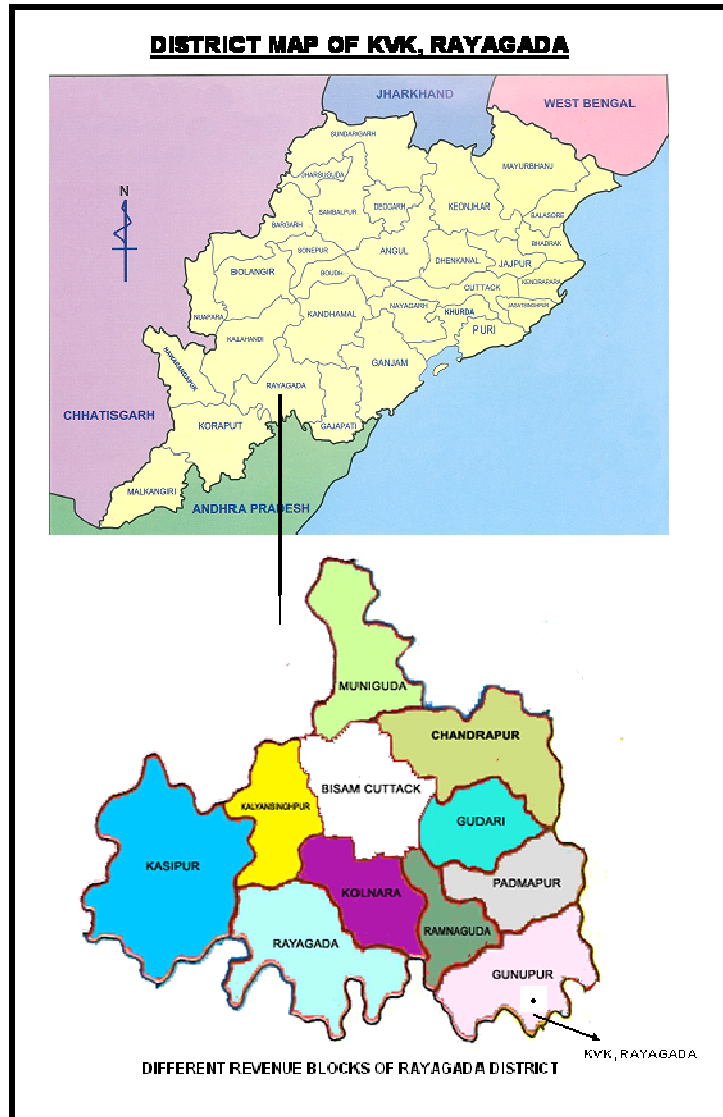 DISTRICT MAP OF KVK, RAYAGADA
JHARKHAND
WEST BENGAL
SUNDARGARH
MAYURBHANJ
JHARSUGUDA
N
DEOGARH
KEONJHAR
SAMBALPUR
BALASORE
BARGARH
BHADRAK
SONEPUR
ANGUL
DHENKANAL
JAJPUR
BOLANGIR
BOUDH
KENDRAPARA
CUTTACK
NAYAGARH
JAGATSINGHPUR
NUAPARA
KANDHAMAL
KHURDA
PURI
KALAHANDI
GANJAM
RAYAGADA
CHHATISGARH
KORAPUT
GAJAPATI
MALKANGIRI
ANDHRA PRADESH
MUNIGUDA
CHANDRAPUR
BISAM CUTTACK
KALYANSINGHPUR
GUDARI
KASIPUR
PADMAPUR
KOLNARA
RAMNAGUDA
RAYAGADA
GUNUPUR
KVK, RAYAGADA
DIFFERENT REVENUE BLOCKS OF RAYAGADA DISTRICT